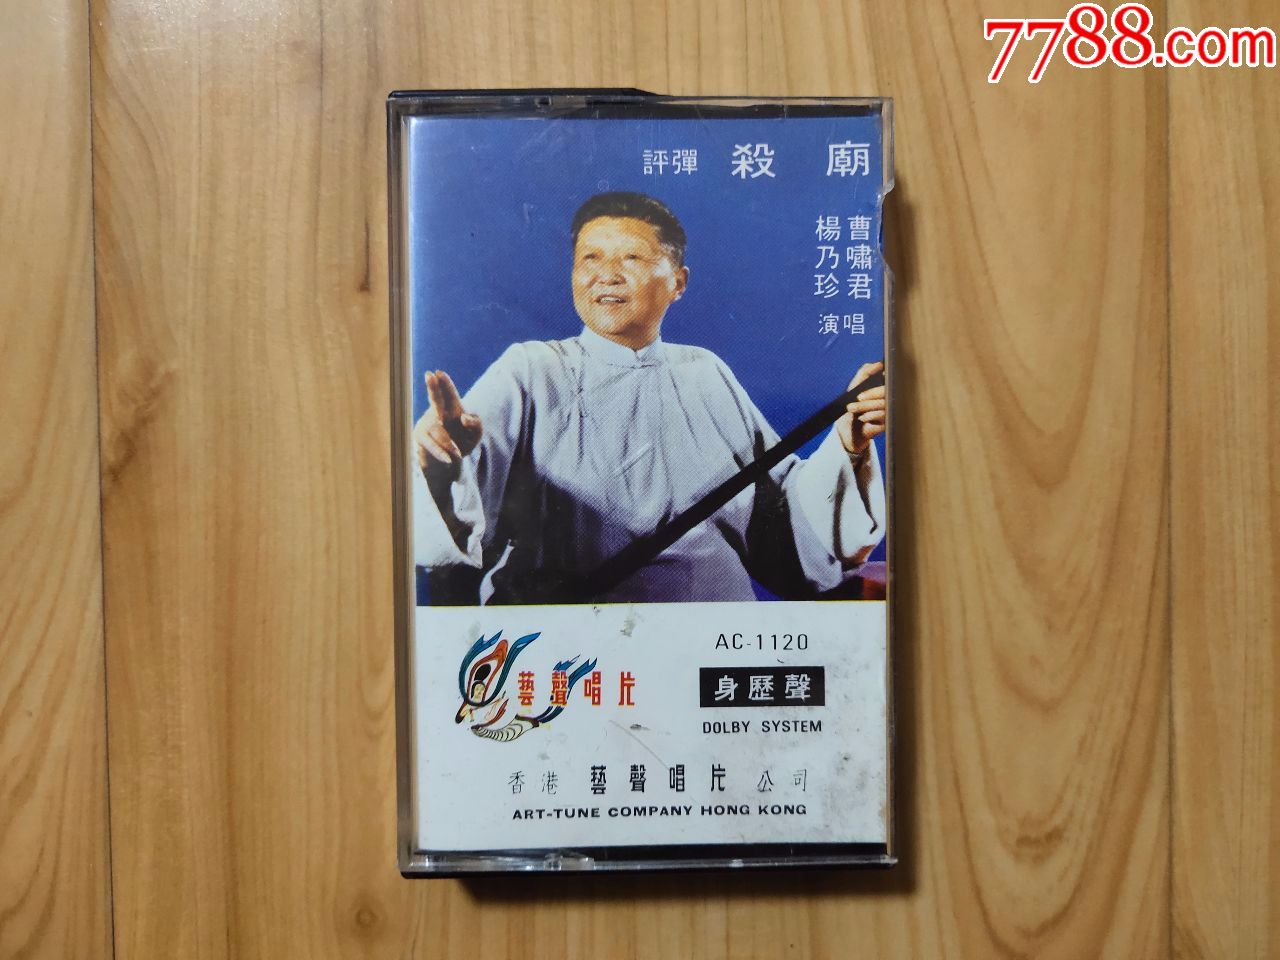 7788.com
評彈 殺 廟
曹嘯君
楊乃珍
演唱
AC-1120
藝聲唱片
身歷聲
DOLBY SYSTEM
香港 藝聲唱片 公司
ART-TUNE COMPANY HONG KONG